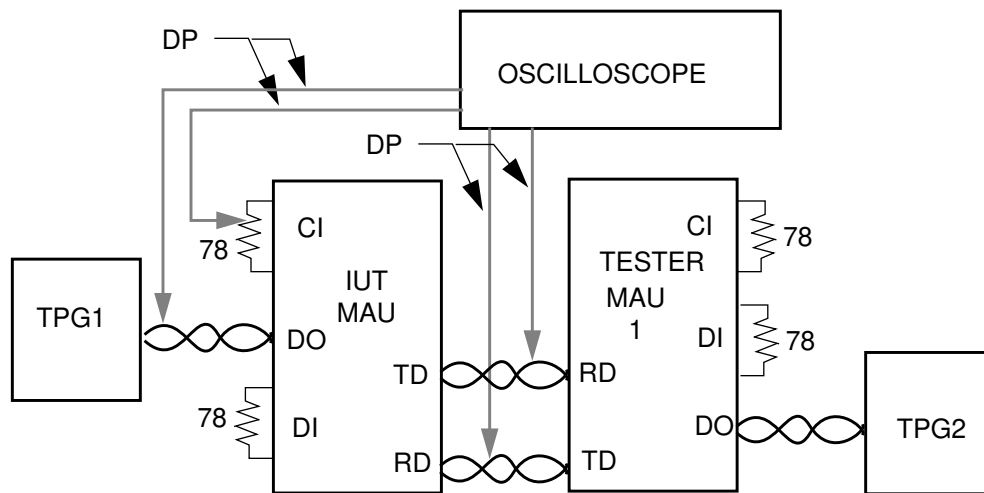 DP
OSCILLOSCOPE
DP
CI
78
CI
78
IUT
MAU
TESTER
MAU
1
TPG1
DO
DI
78
TD
RD
78
DI
DO
TPG2
RD
TD